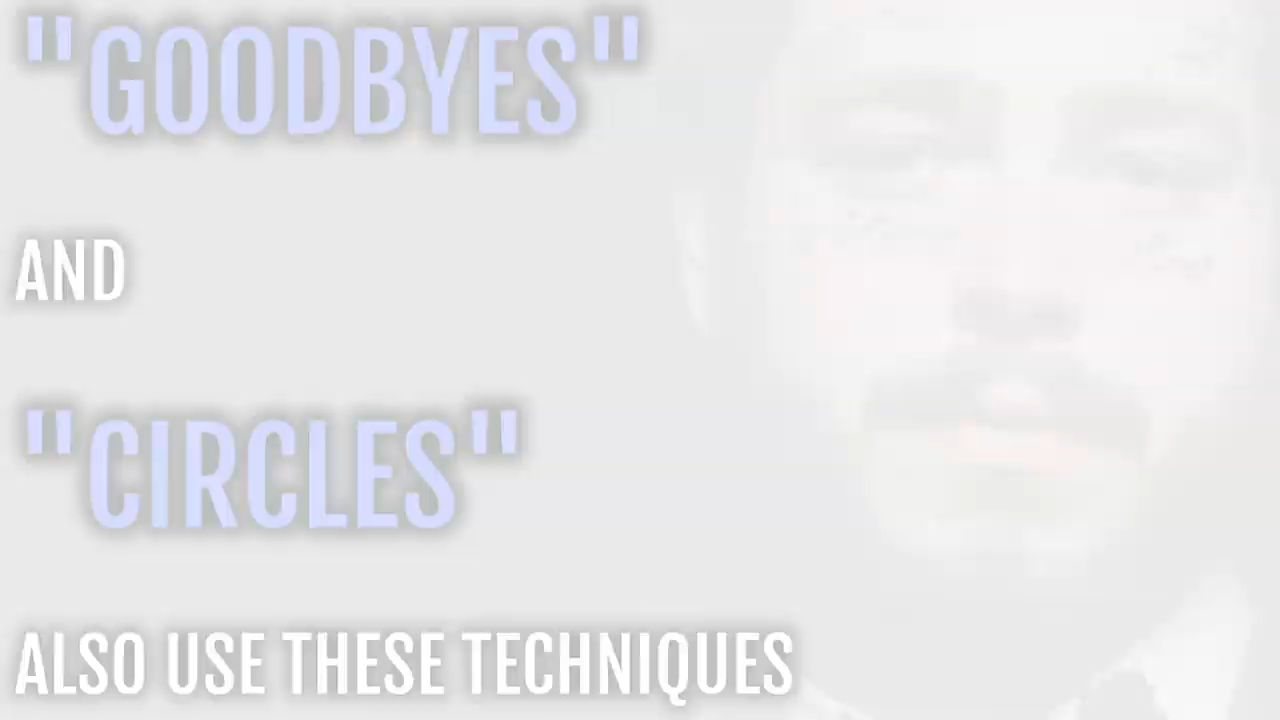 "GOODBYES"
AND
"CIRCLES"
ALSO USE THESE TECHNIQUES